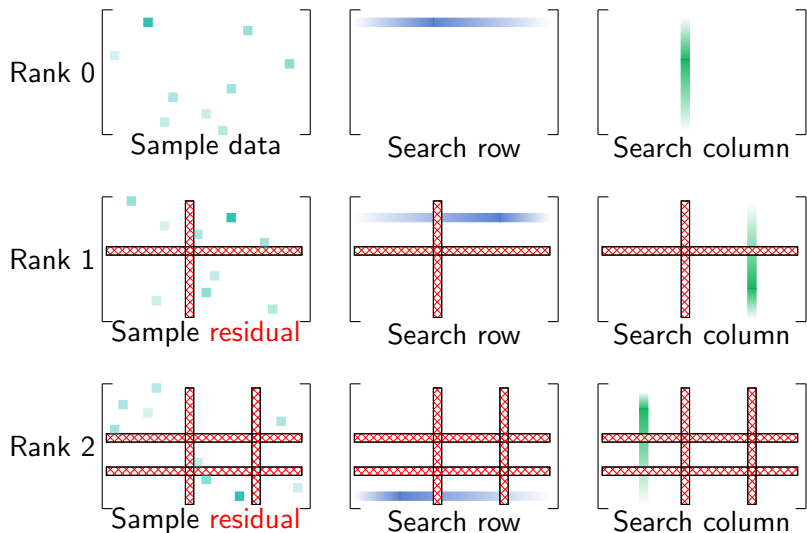 Rank 0
Sample data
Search row
Search column
Rank 1
Sample residual
Search row
Search column
Rank 2
Sample residual
Search row
Search column